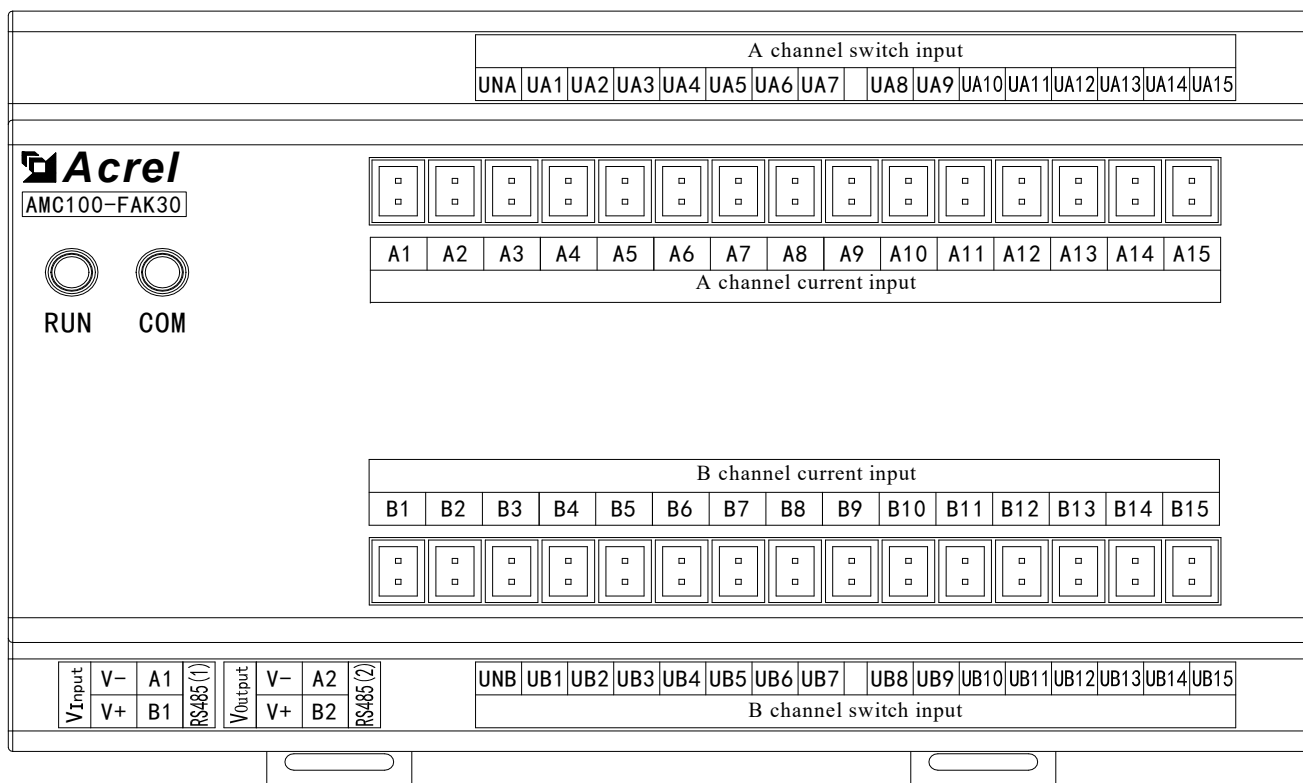 A channel switch input
UNA UA1 UA2 UA3 UA4 UA5 UA6 UA7 UA8 UA9 UA10 UA11 UA12 UA13 UA14 UA15
Acrel
AMC100-FAK30
RUN COM
A1 A2 A3 A4 A5 A6 A7 A8 A9 A10 A11 A12 A13 A14 A15
A channel current input
B channel current input
B1 B2 B3 B4 B5 B6 B7 B8 B9 B10 B11 B12 B13 B14 B15
VInput
V- A1
V+ B1
RS485(1)
VOutput
V- A2
V+ B2
RS485(2)
UNB UB1 UB2 UB3 UB4 UB5 UB6 UB7 UB8 UB9 UB10 UB11 UB12 UB13 UB14 UB15
B channel switch input